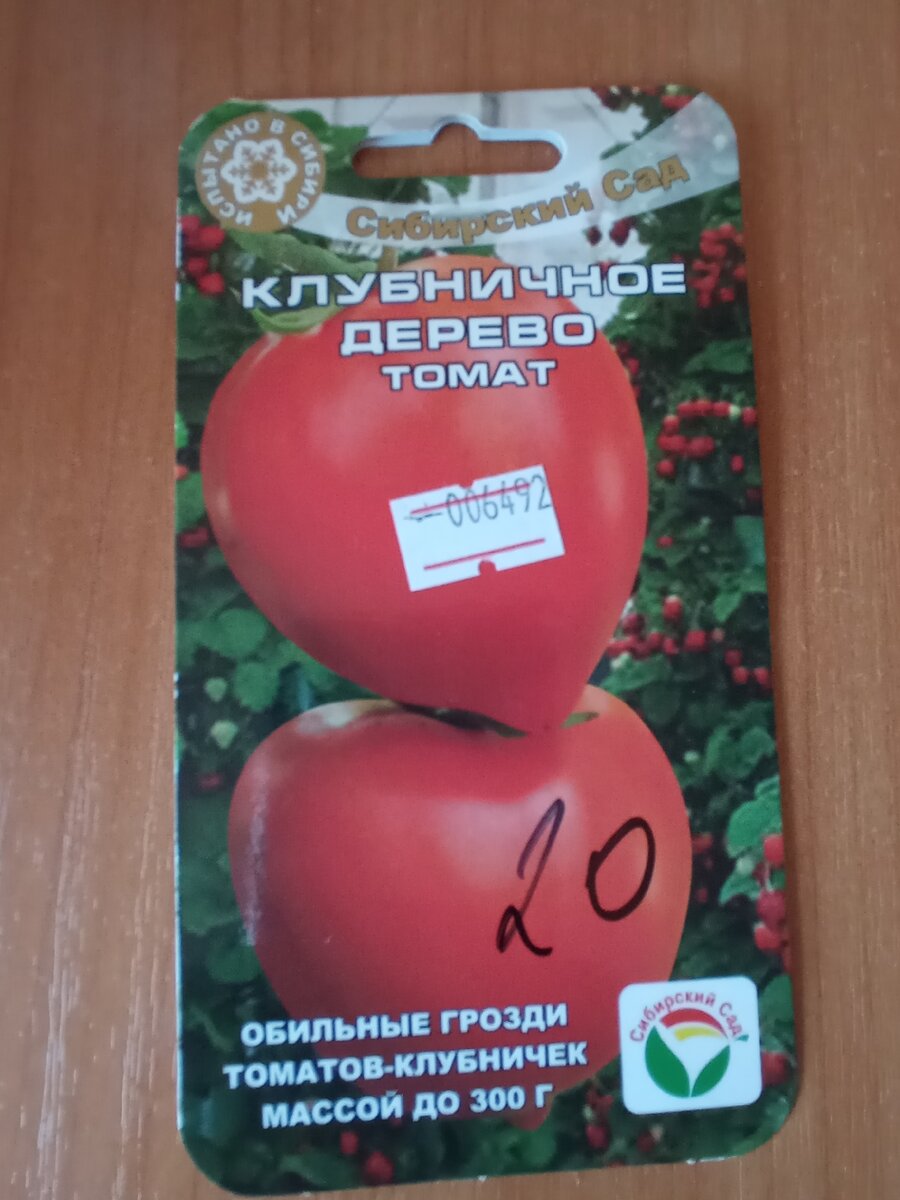 ИСПЫТАНО В СИБИРИ
Сибирский Сад
КЛУБНИЧНОЕ
ДЕРЕВО
ТОМАТ
006492
20
ОБИЛЬНЫЕ ГРОЗДИ
ТОМАТОВ-КЛУБНИЧЕК
МАССОЙ ДО 300 Г
Сибирский Сад!